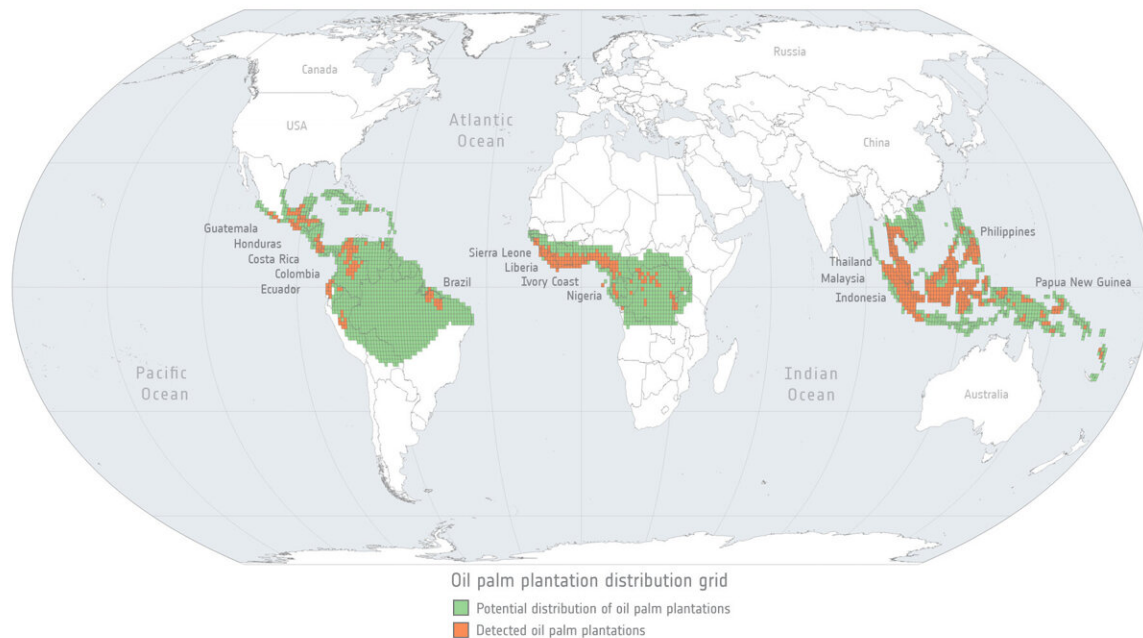 Russia
Canada
Atlantic
Ocean
USA
China
Guatemala
Honduras
Costa Rica
Colombia
Ecuador
Brazil
Sierra Leone
Liberia
Ivory Coast
Nigeria
Philippines
Thailand
Malaysia
Indonesia
Papua New Guinea
Pacific
Ocean
Indian
Ocean
Australia
Oil palm plantation distribution grid
Potential distribution of oil palm plantations
Detected oil palm plantations